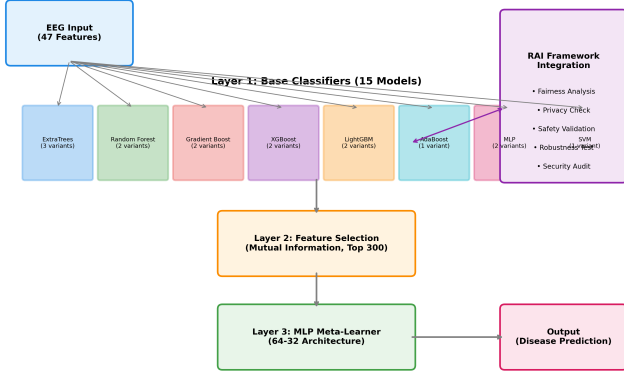 EEG Input
(47 Features)
Layer 1: Base Classifiers (15 Models)
RAI Framework
Integration
• Fairness Analysis
• Privacy Check
• Safety Validation
• Robustness Test
• Security Audit
ExtraTrees
(3 variants)
Random Forest
(2 variants)
Gradient Boost
(2 variants)
XGBoost
(2 variants)
LightGBM
(2 variants)
AdaBoost
(1 variant)
MLP
(2 variants)
SVM
(1 variant)
Layer 2: Feature Selection
(Mutual Information, Top 300)
Layer 3: MLP Meta-Learner
(64-32 Architecture)
Output
(Disease Prediction)